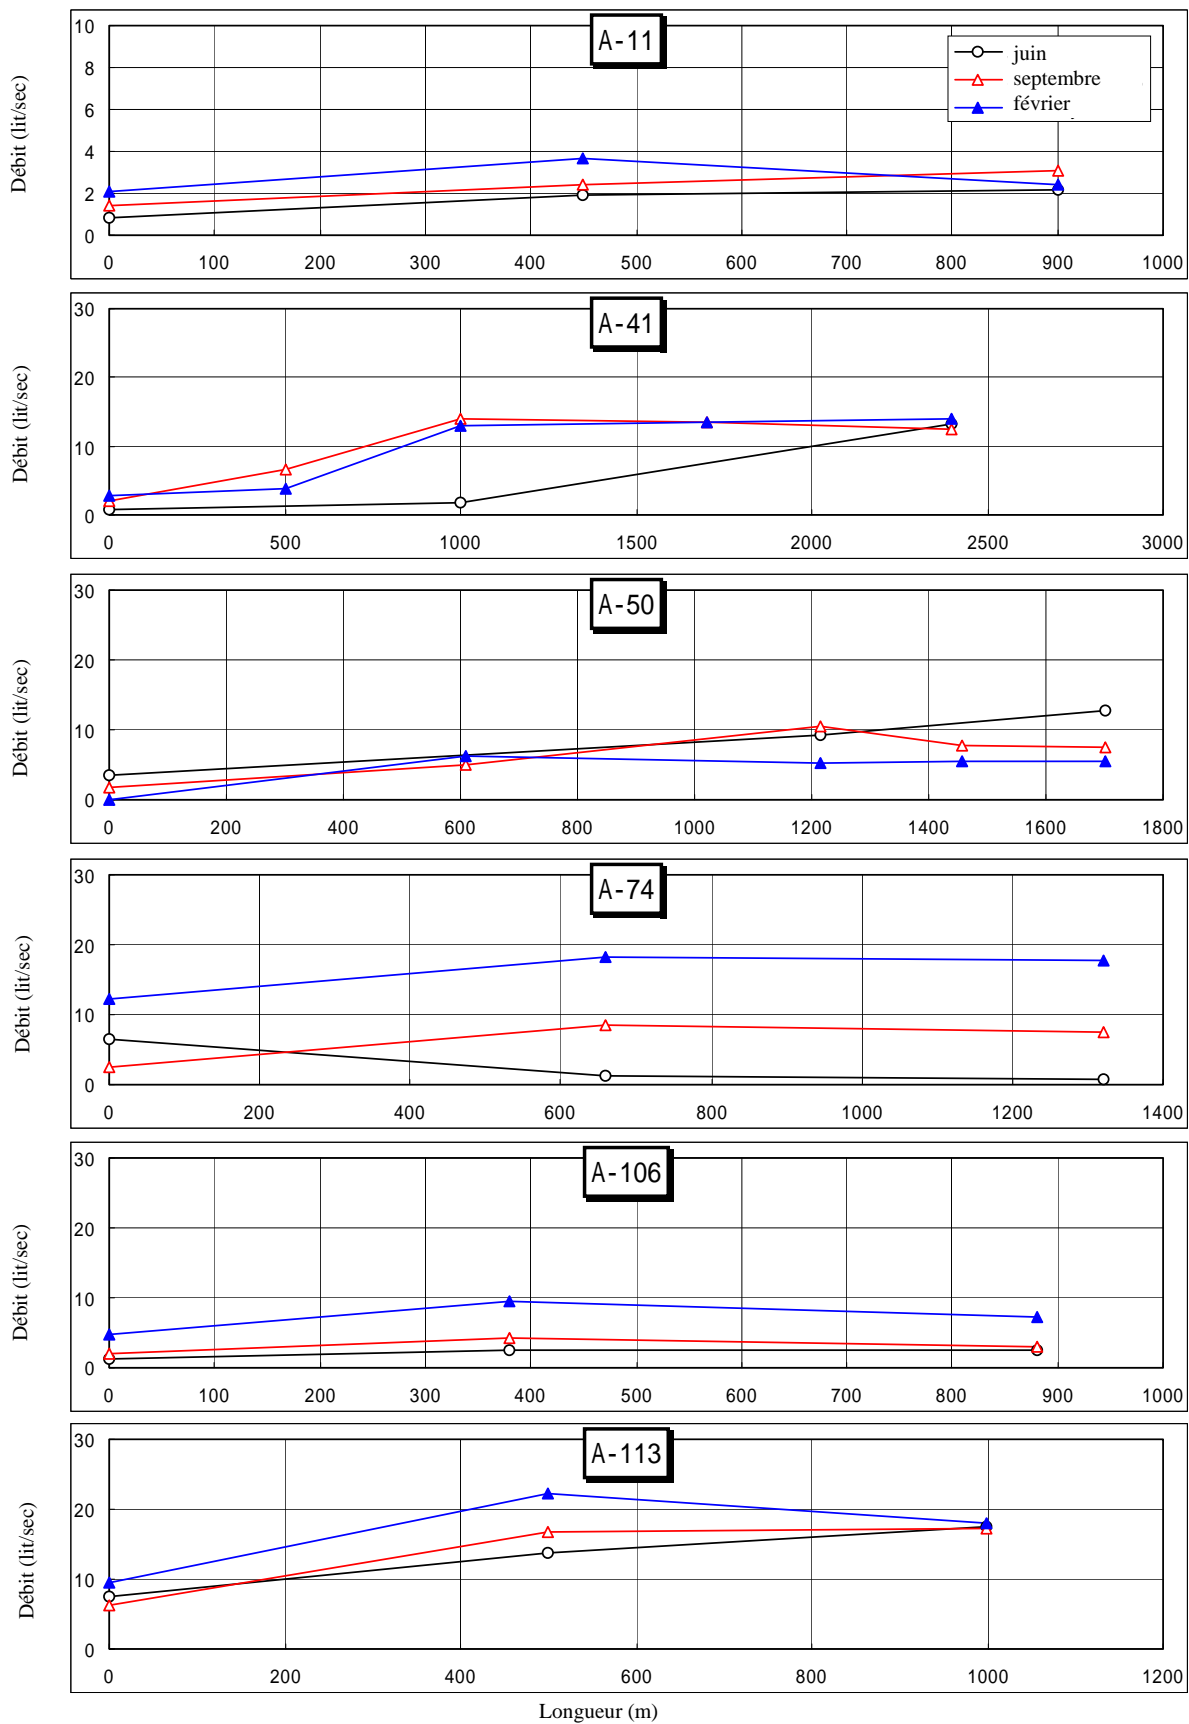 A-11
juin
septembre
février
Débit (lit/sec)
10
8
6
4
2
0
0 100 200 300 400 500 600 700 800 900 1000
A-41
Débit (lit/sec)
30
20
10
0
0 500 1000 1500 2000 2500 3000
A-50
Débit (lit/sec)
30
20
10
0
0 200 400 600 800 1000 1200 1400 1600 1800
A-74
Débit (lit/sec)
30
20
10
0
0 200 400 600 800 1000 1200 1400
A-106
Débit (lit/sec)
30
20
10
0
0 100 200 300 400 500 600 700 800 900 1000
A-113
Débit (lit/sec)
30
20
10
0
0 200 400 600 800 1000 1200
Longueur (m)